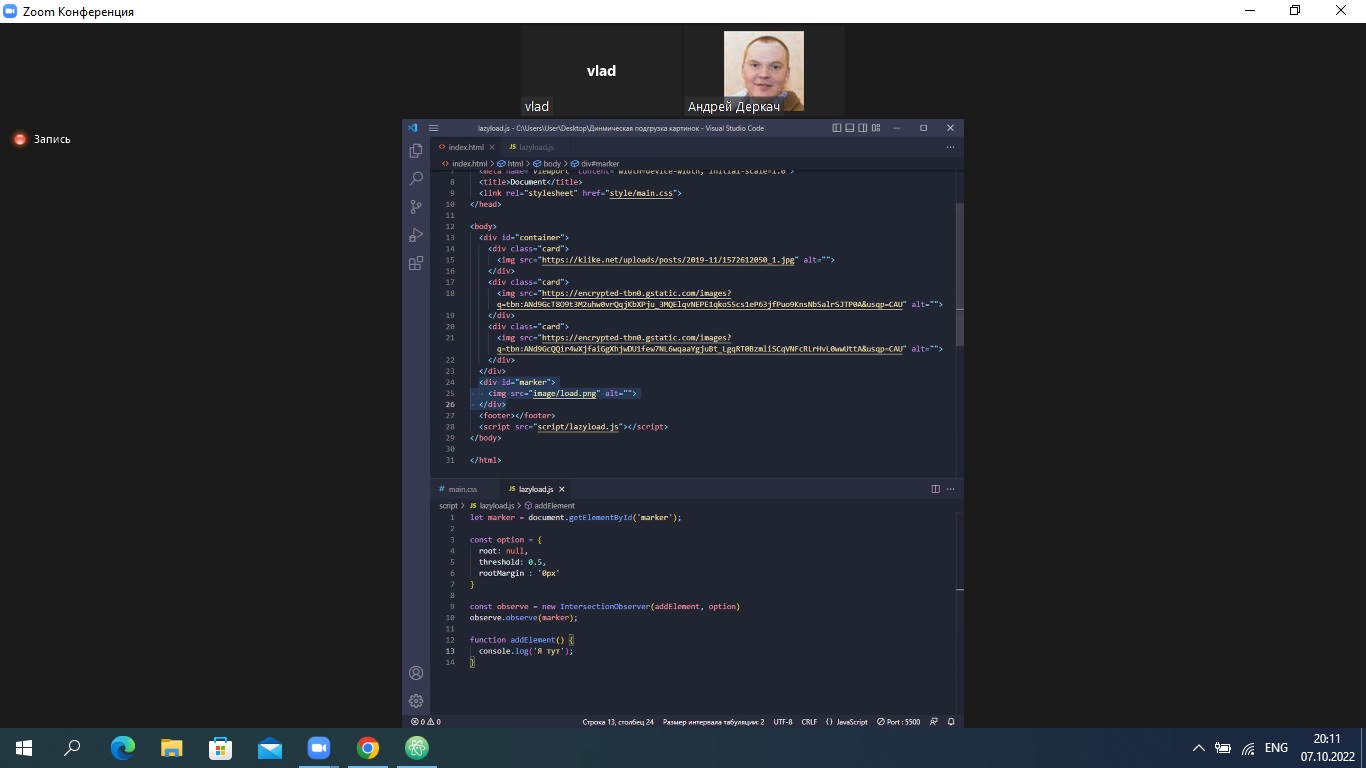 Zoom Конференция
vlad
vlad
Андрей Деркач
Запись
lazyload.js - C:\Users\User\Desktop\Динмическая подгрузка картинок - Visual Studio Code
index.html
JS lazyload.js
index.html > html > body > div#marker
7 <meta name="viewport" content="width=device-width, initial-scale=1.0">
8 <title>Document</title>
9 <link rel="stylesheet" href="style/main.css">
10 </head>
11
12 <body>
13 <div id="container">
14 <div class="card">
15 <img src="https://klike.net/uploads/posts/2019-11/1572612050_1.jpg" alt="">
16 </div>
17 <div class="card">
18 <img src="https://encrypted-tbn0.gstatic.com/images?
alt="">
19 </div>
20 <div class="card">
21 <img src="https://encrypted-tbn0.gstatic.com/images?
alt="">
22 </div>
23 </div>
24 <div id="marker">
25 <img src="image/load.png" alt="">
26 </div>
27 <footer></footer>
28 <script src="script/lazyload.js"></script>
29 </body>
30
31 </html>
# main.css
JS lazyload.js
script > JS lazyload.js > addElement
1 let marker = document.getElementById('marker');
2
3 const option = {
4 root: null,
5 threshold: 0.5,
6 rootMargin : '0px'
7 }
8
9 const observe = new IntersectionObserver(addElement, option)
10 observe.observe(marker);
11
12 function addElement() {
13 console.log('Я тут');
14 }
0 0 Строка 13, столбец 24 Размер интервала табуляции: 2 UTF-8 CRLF {} JavaScript Port : 5500
ENG
20:11
07.10.2022